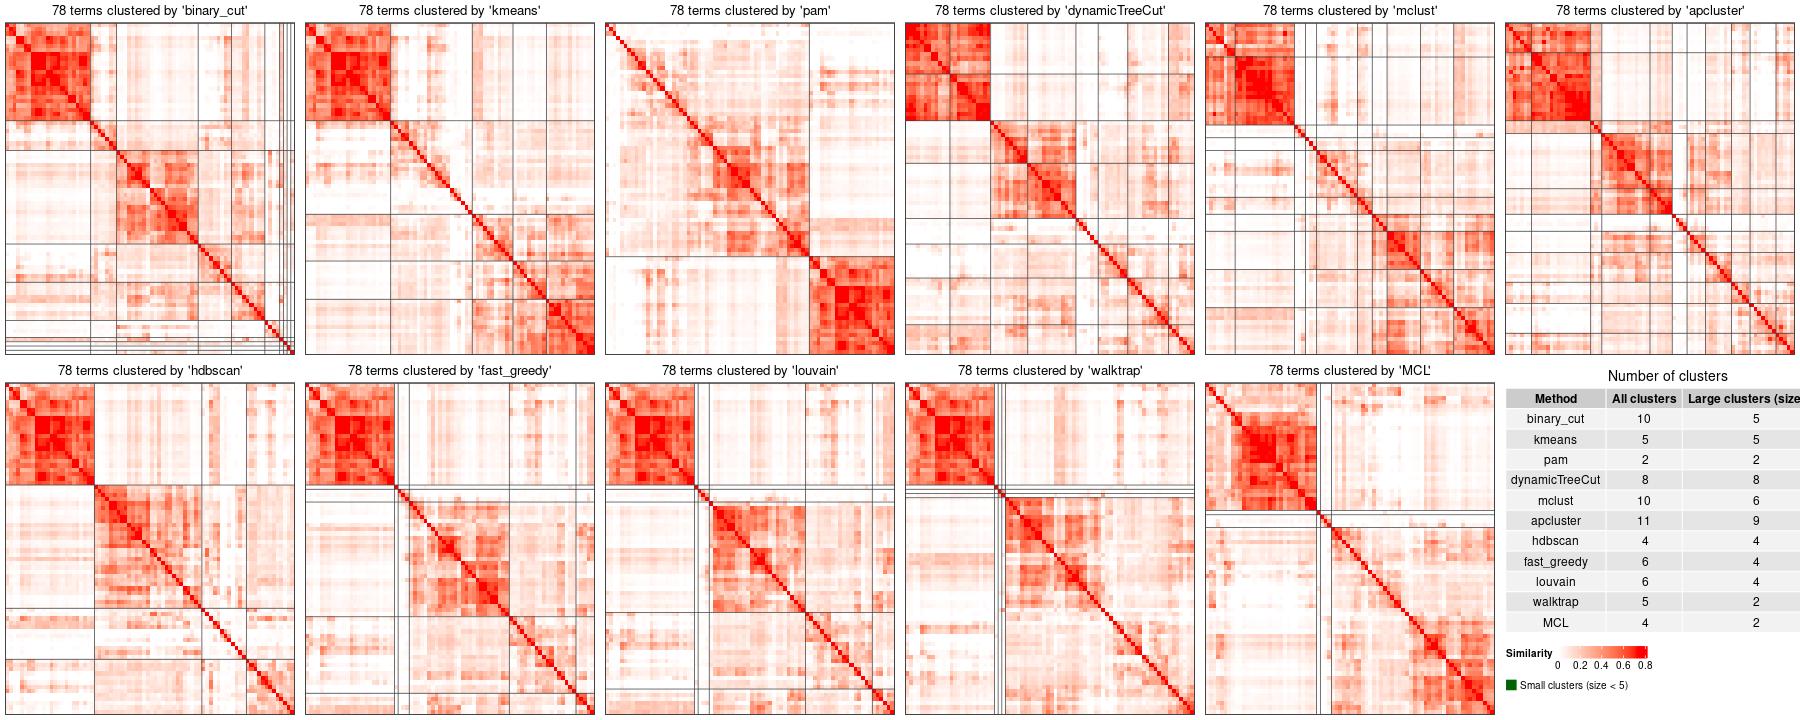 78 terms clustered by 'binary_cut'
78 terms clustered by 'kmeans'
78 terms clustered by 'pam'
78 terms clustered by 'dynamicTreeCut'
78 terms clustered by 'mclust'
78 terms clustered by 'apcluster'
78 terms clustered by 'hdbscan'
78 terms clustered by 'fast_greedy'
78 terms clustered by 'louvain'
78 terms clustered by 'walktrap'
78 terms clustered by 'MCL'
Number of clusters
Method All clusters Large clusters (size
binary_cut 10 5
kmeans 5 5
pam 2 2
dynamicTreeCut 8 8
mclust 10 6
apcluster 11 9
hdbscan 4 4
fast_greedy 6 4
louvain 6 4
walktrap 5 2
MCL 4 2
Similarity
0 0.2 0.4 0.6 0.8
Small clusters (size < 5)